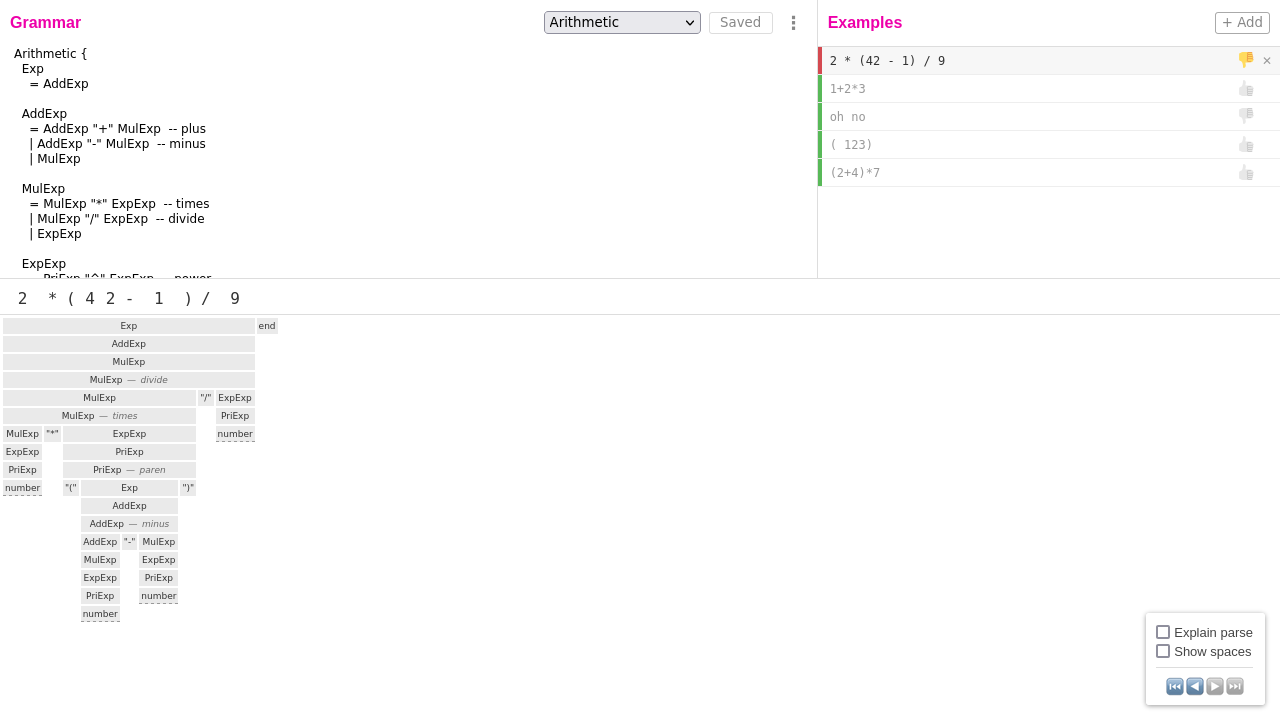 Grammar
Arithmetic
Saved
Examples
+ Add
Arithmetic {
Exp
= AddExp
AddExp
= AddExp "+" MulExp -- plus
| AddExp "-" MulExp -- minus
| MulExp
MulExp
= MulExp "*" ExpExp -- times
| MulExp "/" ExpExp -- divide
| ExpExp
ExpExp
= PriExp "^" ExpExp -- power
2 * (42 - 1) / 9
1+2*3
oh no
( 123)
(2+4)*7
2 * ( 4 2 - 1 ) / 9
Exp end
AddExp
MulExp
MulExp — divide
MulExp "/" ExpExp
MulExp — times PriExp
MulExp "*" ExpExp number
ExpExp PriExp
PriExp PriExp — paren
number "(" Exp ")"
AddExp
AddExp — minus
AddExp "-" MulExp
MulExp ExpExp
ExpExp PriExp
PriExp number
number
Explain parse
Show spaces